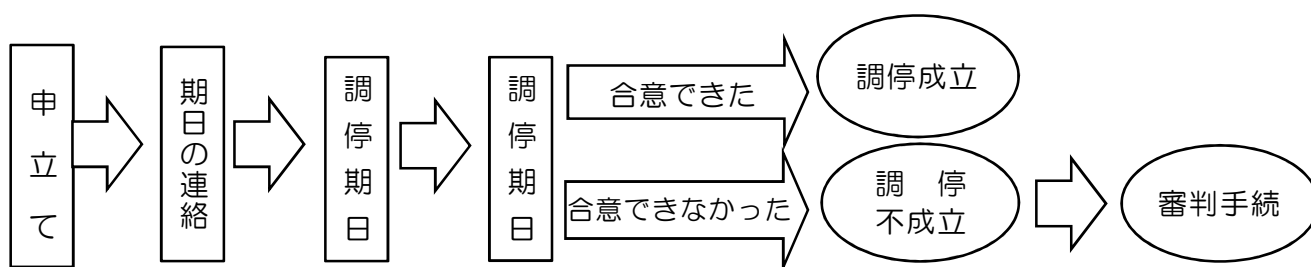 申立て
期日の連絡
調停期日
調停期日
合意できた
調停成立
合意できなかった
調 停
不成立
審判手続